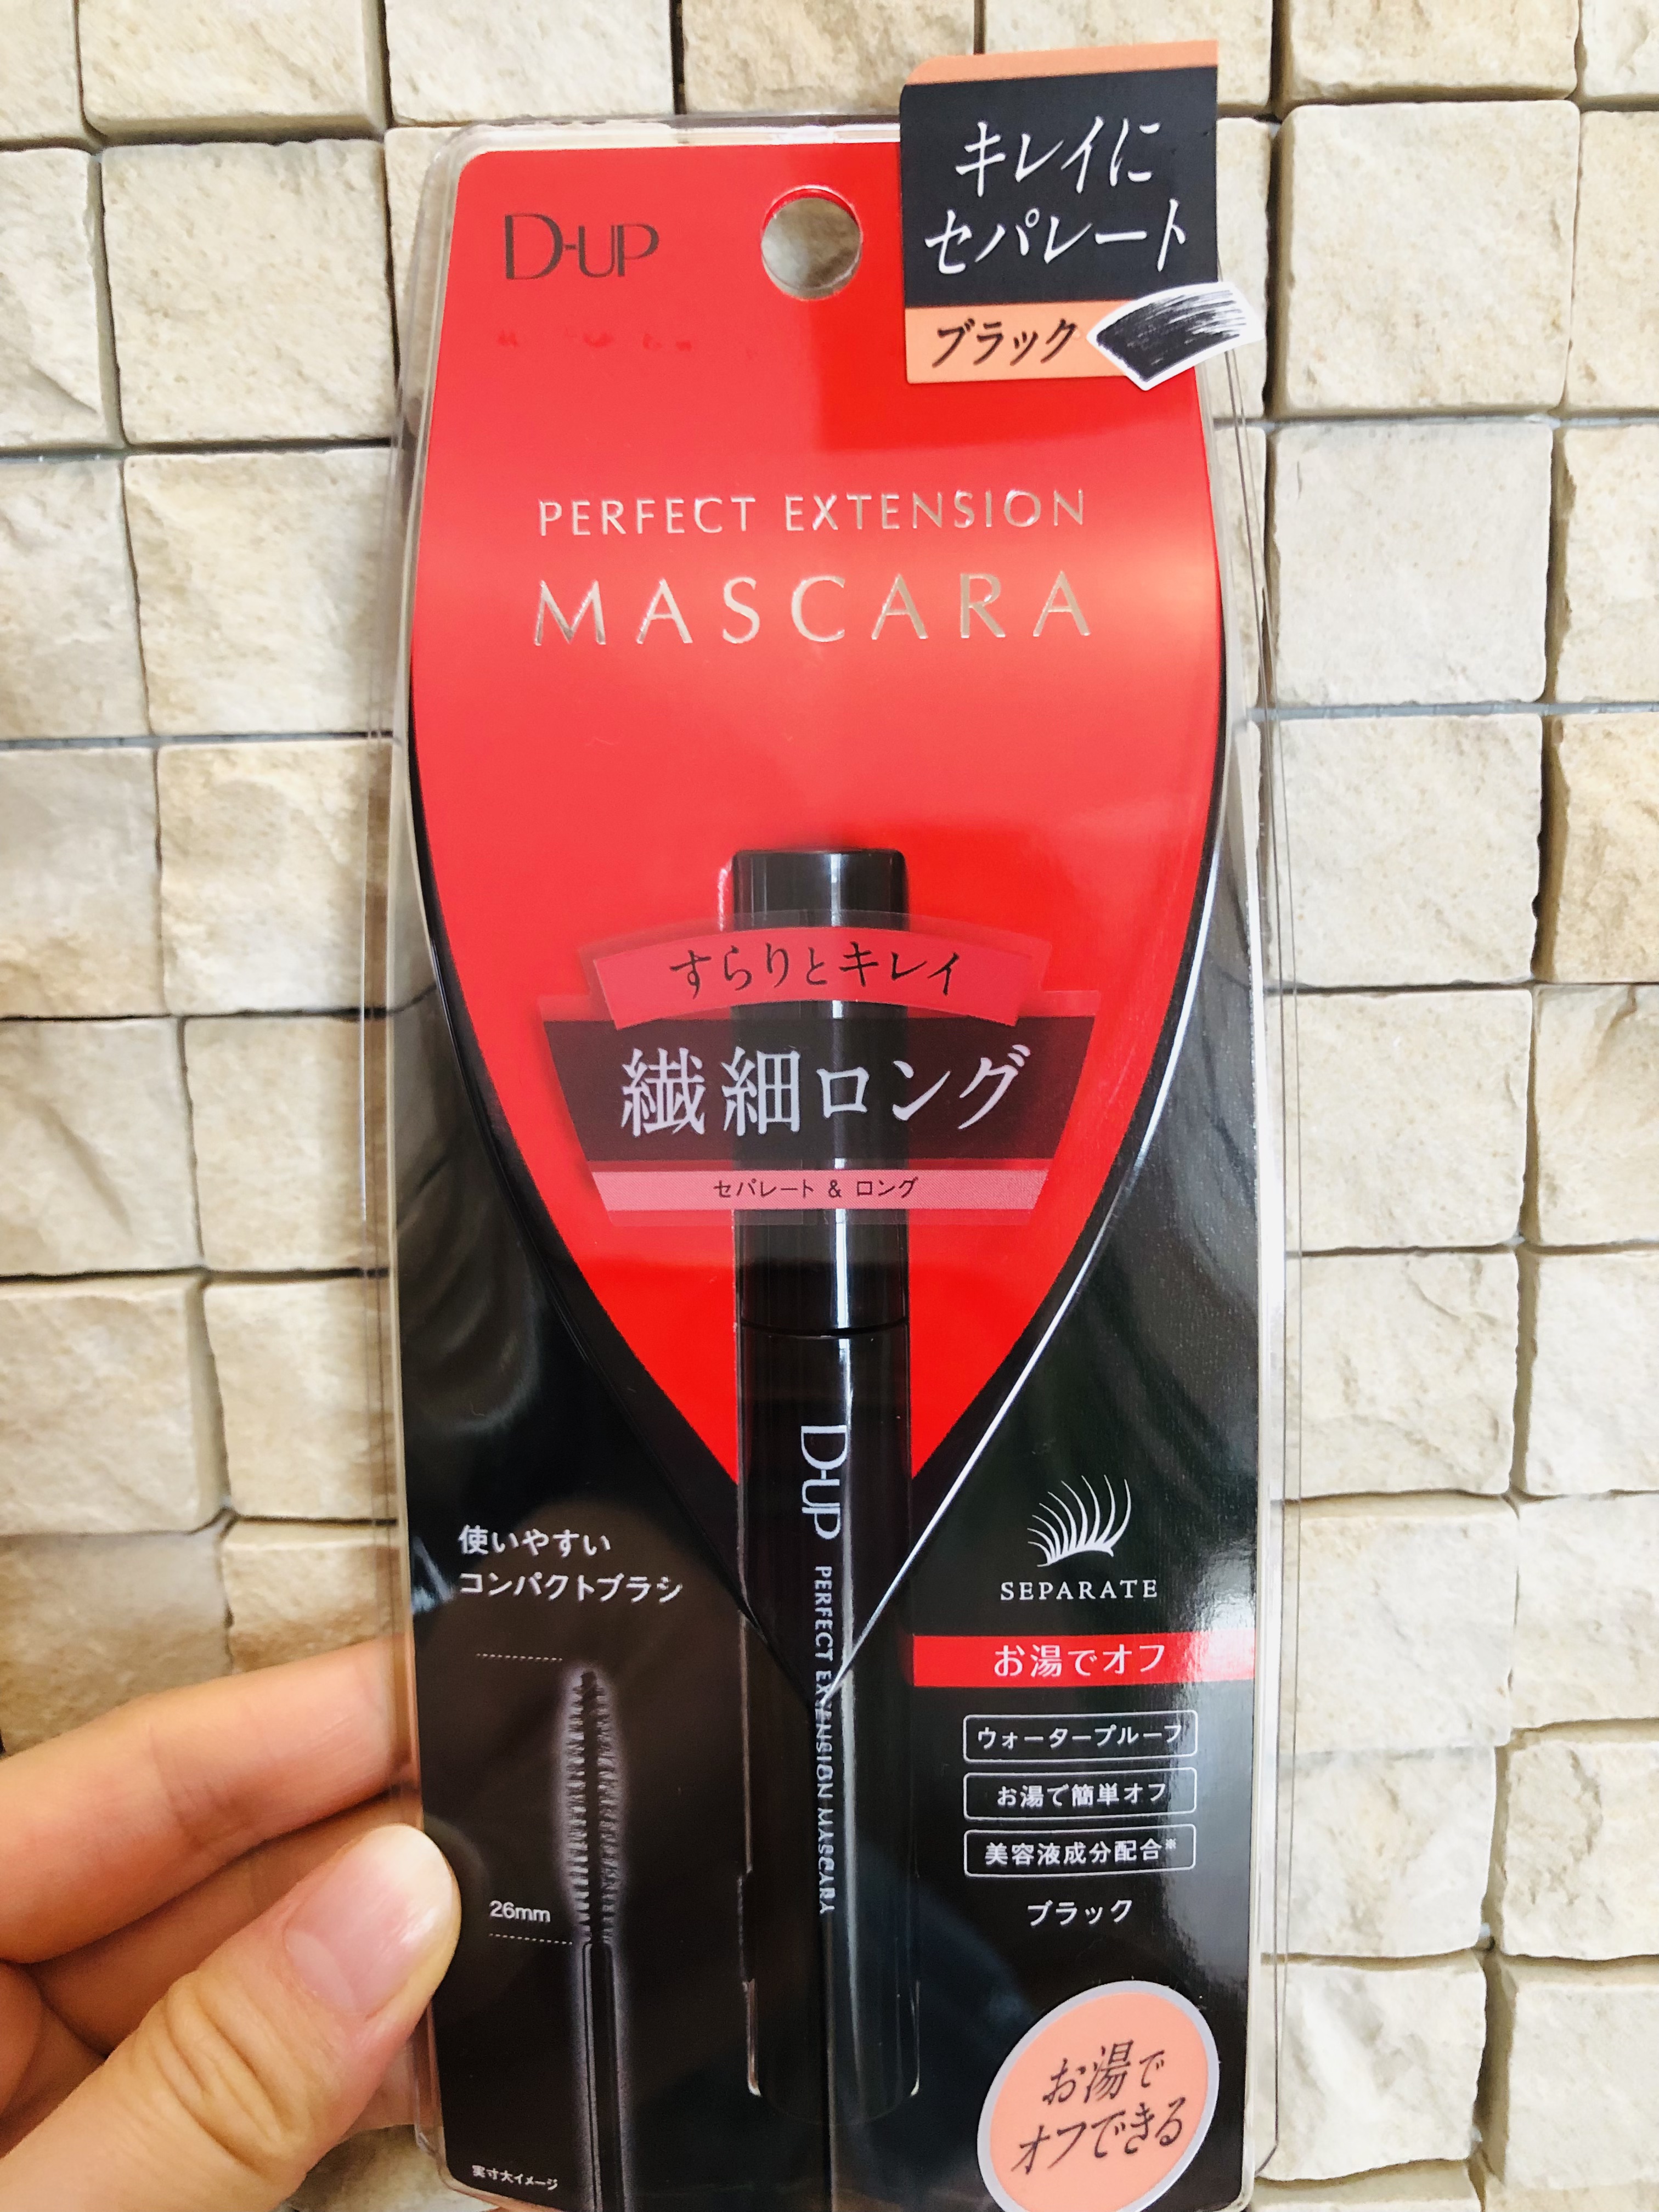 キレイに
セパレート
ブラック
D-UP
PERFECT EXTENSION
MASCARA
すらりとキレイ
繊細ロング
セパレート & ロング
D-UP PERFECT EXTENSION MASCARA
使いやすい
コンパクトブラシ
26mm
実寸大イメージ
SEPARATE
お湯でオフ
ウォータープルーフ
お湯で簡単オフ
美容液成分配合※
ブラック
お湯で
オフできる